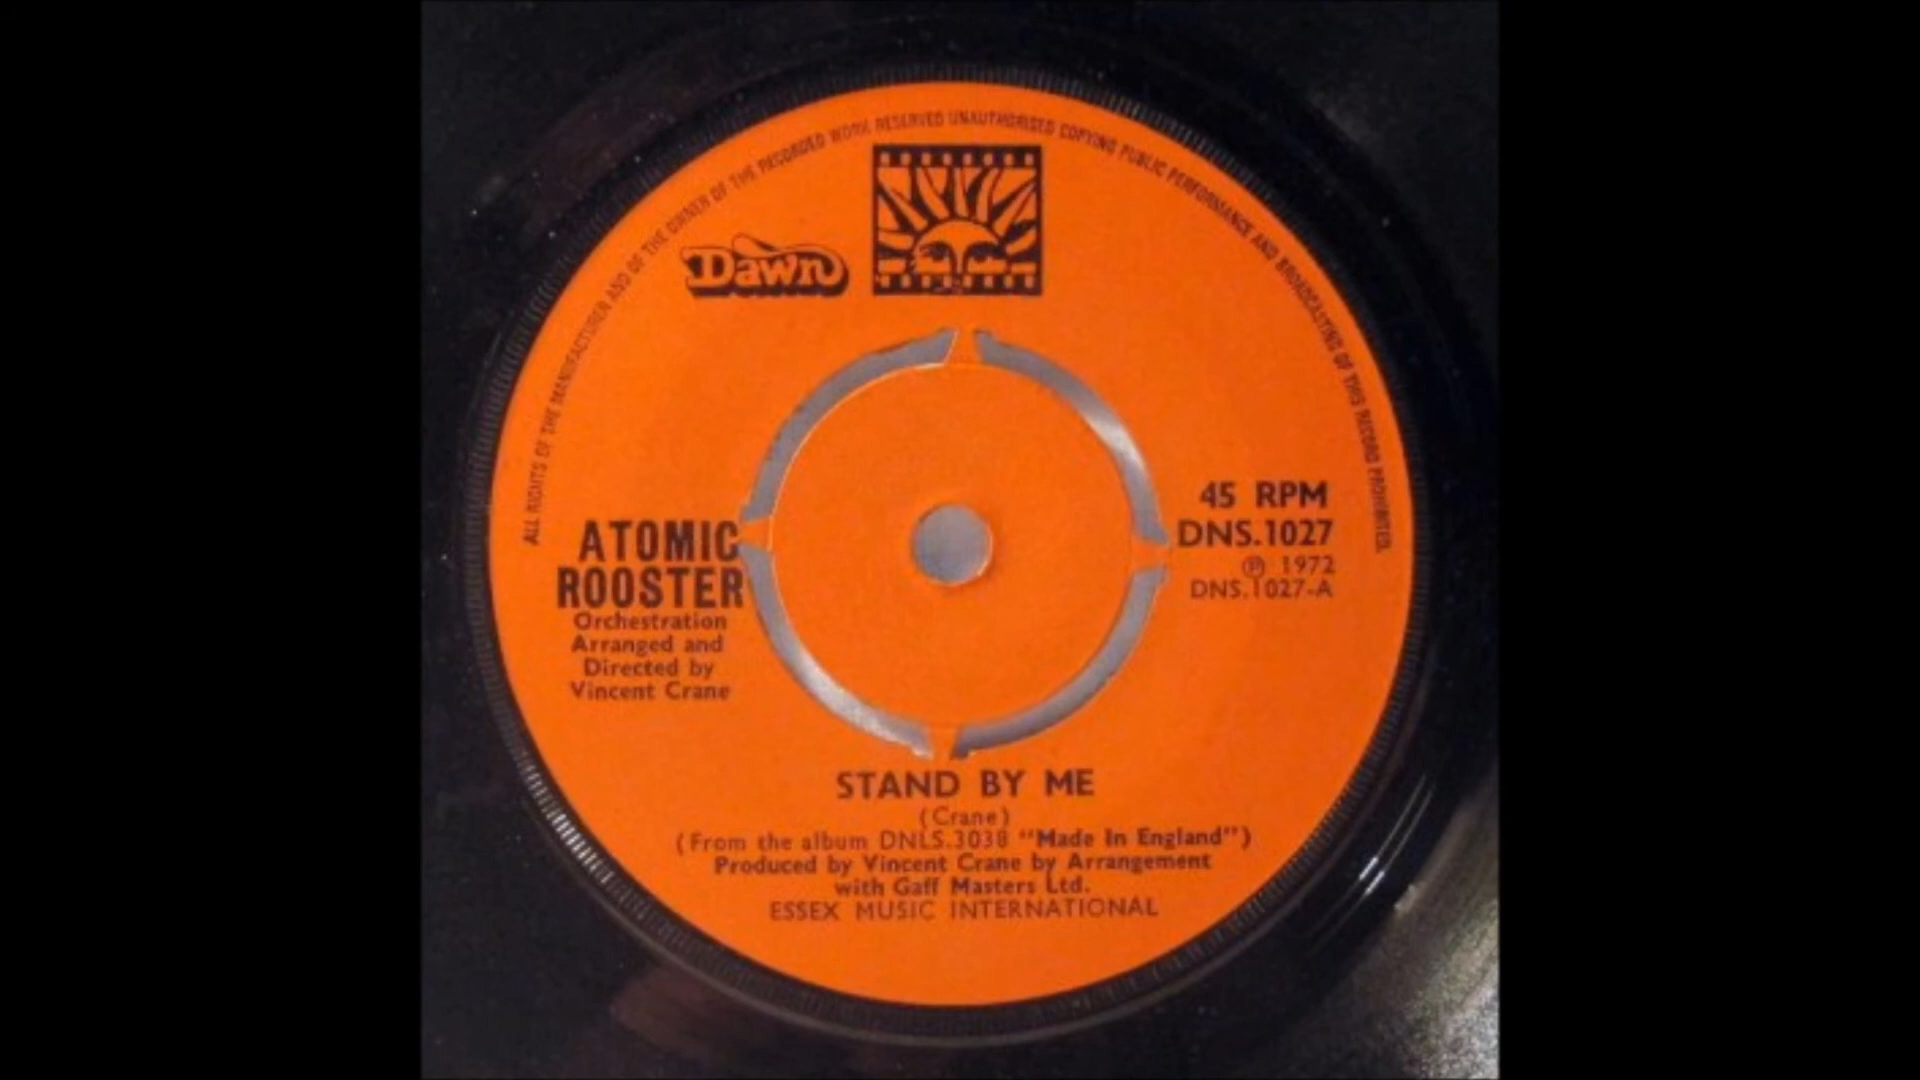 ALL RIGHTS OF THE MANUFACTURER AND OF THE OWNER OF THE RECORDED WORK RESERVED UNAUTHORISED COPYING PUBLIC PERFORMANCE AND BROADCASTING OF THIS RECORD PROHIBITED.
Dawn
45 RPM
DNS.1027
℗ 1972
DNS.1027-A
ATOMIC
ROOSTER
Orchestration
Arranged and
Directed by
Vincent Crane
STAND BY ME
(Crane)
(From the album DNLS.3038 "Made In England")
Produced by Vincent Crane by Arrangement
with Gaff Masters Ltd.
ESSEX MUSIC INTERNATIONAL